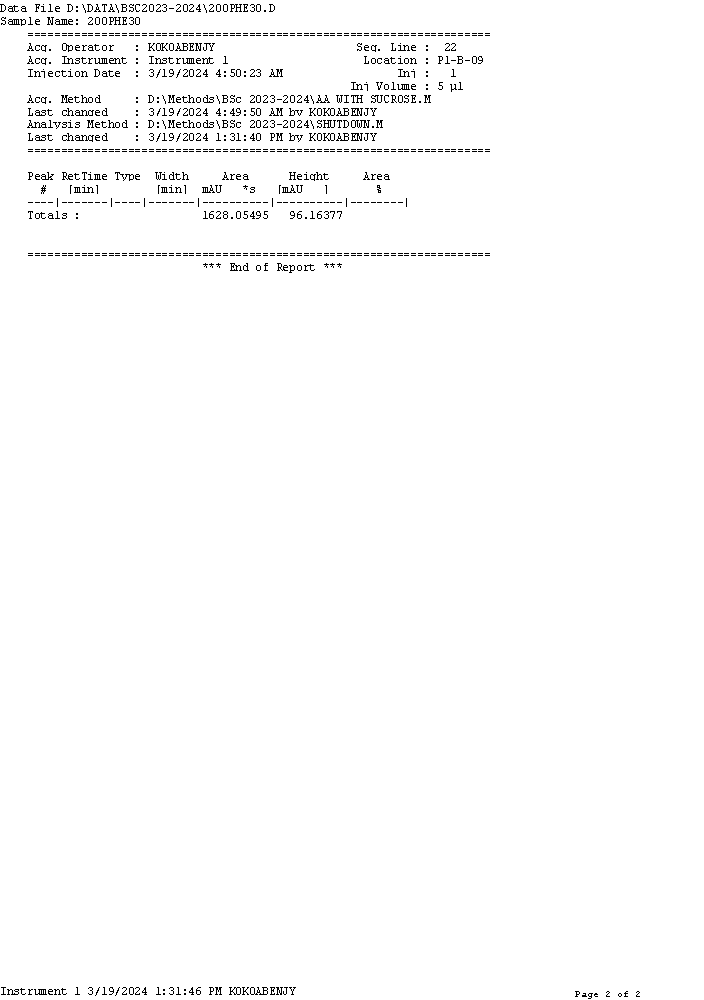 Data File D:\DATA\BSC2023-2024\200PHE30.D
Sample Name: 200PHE30
=====================================================================
Acq. Operator   : KOKOABENJY                     Seq. Line :  22
Acq. Instrument : Instrument 1                    Location : P1-B-09
Injection Date  : 3/19/2024 4:50:23 AM                 Inj :   1
Inj Volume : 5 µl
Acq. Method     : D:\Methods\BSc 2023-2024\AA WITH SUCROSE.M
Last changed    : 3/19/2024 4:49:50 AM by KOKOABENJY
Analysis Method : D:\Methods\BSc 2023-2024\SHUTDOWN.M
Last changed    : 3/19/2024 1:31:40 PM by KOKOABENJY
=====================================================================
Peak RetTime Type  Width     Area      Height     Area
#   [min]        [min]  mAU   *s   [mAU   ]      %
----|-------|----|-------|----------|----------|--------|
Totals :                  1628.05495   96.16377
=====================================================================
*** End of Report ***
Instrument 1 3/19/2024 1:31:46 PM KOKOABENJY
Page 2 of 2